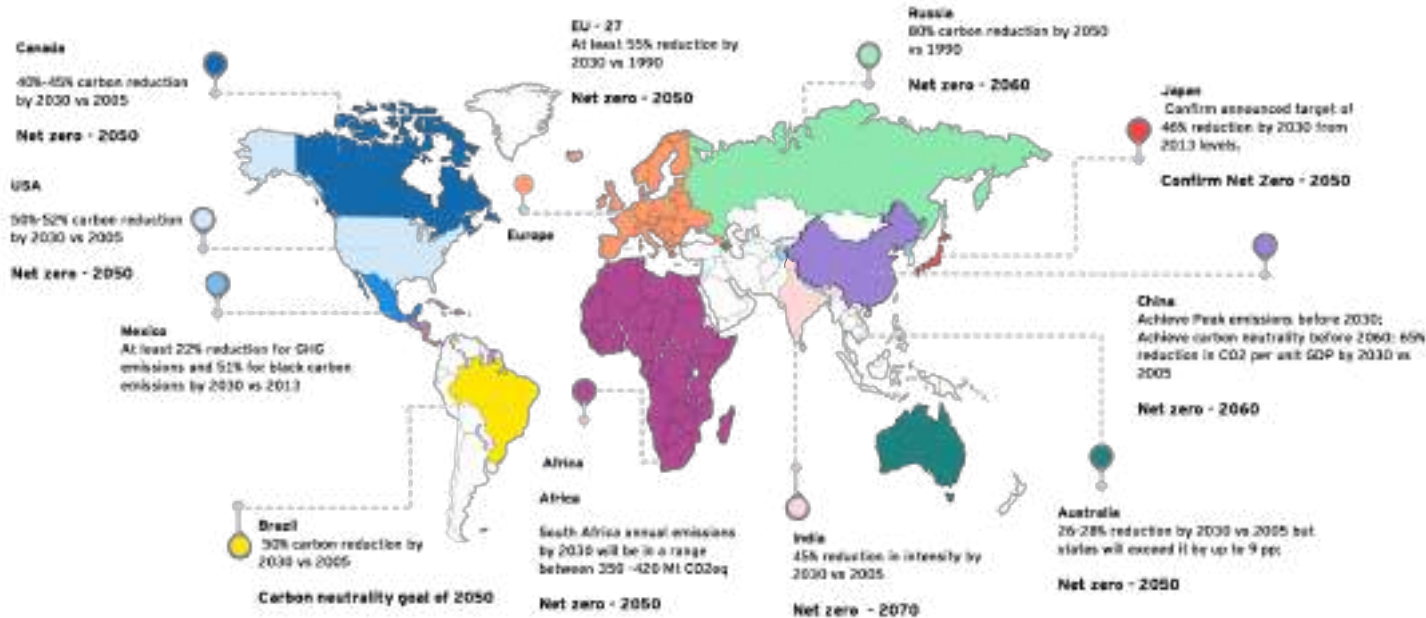 Canada
40%-45% carbon reduction
by 2030 vs 2005
Net zero - 2050
USA
50%-52% carbon reduction
by 2030 vs 2005
Net zero - 2050
Mexico
At least 22% reduction for GHG
emissions and 51% for black carbon
emissions by 2030 vs 2013
Brazil
50% carbon reduction by
2030 vs 2005
Carbon neutrality goal of 2050
EU - 27
At least 55% reduction by
2030 vs 1990
Net zero - 2050
Europe
Africa
Africa
South Africa annual emissions
by 2030 will be in a range
between 350 -420 Mt CO2eq
Net zero - 2050
Russia
80% carbon reduction by 2050
vs 1990
Net zero - 2060
Japan
Confirm announced target of
46% reduction by 2030 from
2013 levels.
Confirm Net Zero - 2050
China
Achieve Peak emissions before 2030;
Achieve carbon neutrality before 2060; 65%
reduction in CO2 per unit GDP by 2030 vs
2005
Net zero - 2060
India
45% reduction in intensity by
2030 vs 2005
Net zero - 2070
Australia
26-28% reduction by 2030 vs 2005 but
states will exceed it by up to 9 pp;
Net zero - 2050